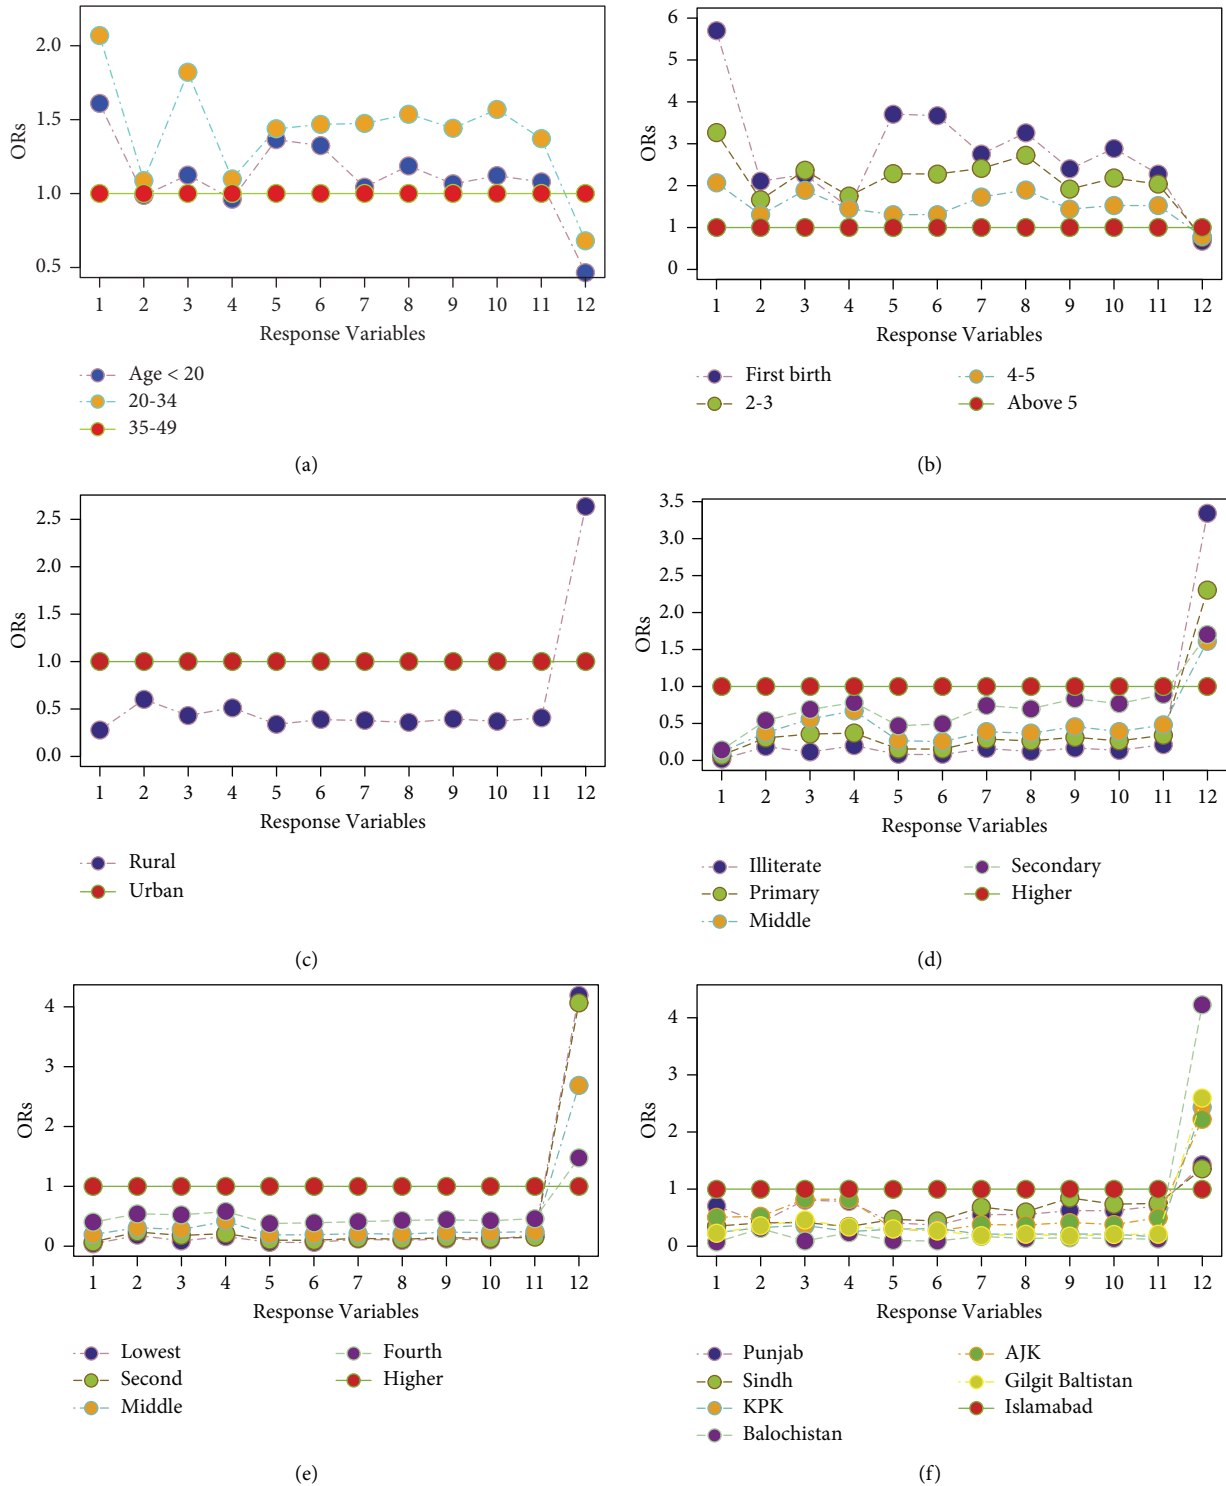 2.0
1.5
1.0
0.5
ORs
1 2 3 4 5 6 7 8 9 10 11 12
Response Variables
Age < 20
20-34
35-49
(a)
6
5
4
3
2
1
0
ORs
1 2 3 4 5 6 7 8 9 10 11 12
Response Variables
First birth
2-3
4-5
Above 5
(b)
2.5
2.0
1.5
1.0
0.5
0.0
ORs
1 2 3 4 5 6 7 8 9 10 11 12
Response Variables
Rural
Urban
(c)
3.5
3.0
2.5
2.0
1.5
1.0
0.5
0.0
ORs
1 2 3 4 5 6 7 8 9 10 11 12
Response Variables
Illiterate
Primary
Middle
Secondary
Higher
(d)
4
3
2
1
0
ORs
1 2 3 4 5 6 7 8 9 10 11 12
Response Variables
Lowest
Second
Middle
Fourth
Higher
(e)
4
3
2
1
0
ORs
1 2 3 4 5 6 7 8 9 10 11 12
Response Variables
Punjab
Sindh
KPK
Balochistan
AJK
Gilgit Baltistan
Islamabad
(f)